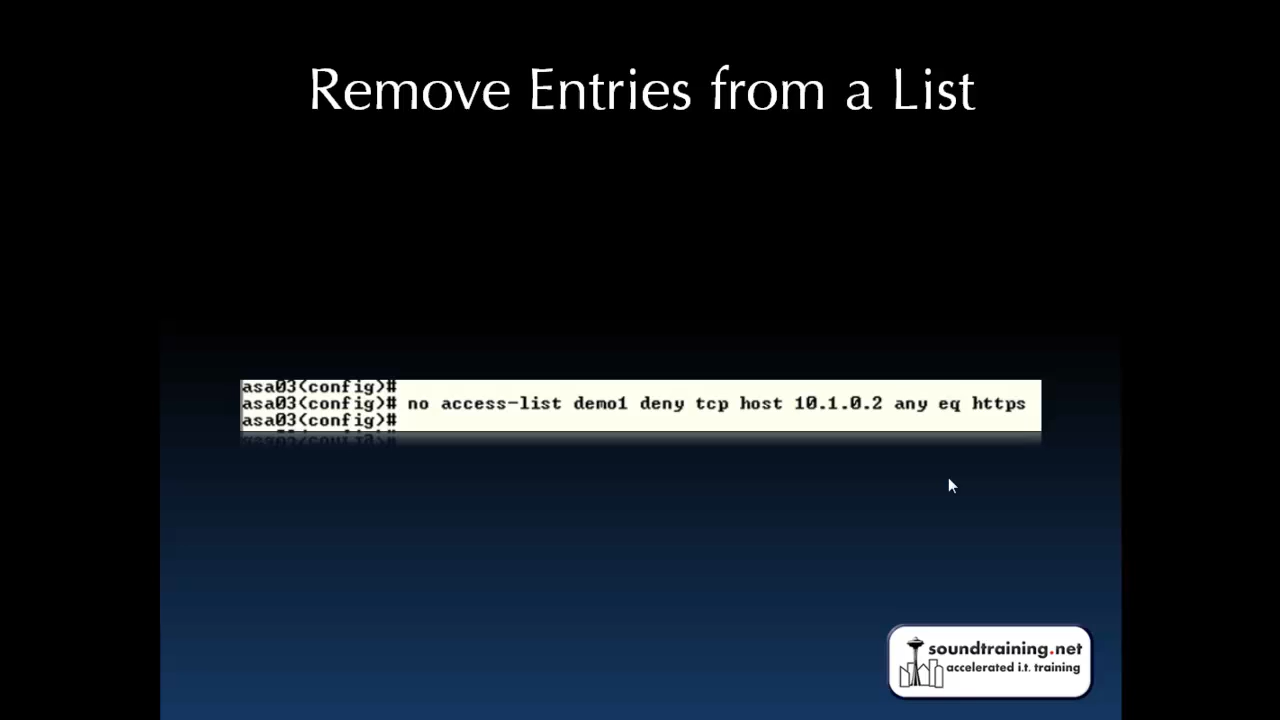 Remove Entries from a List
asa03(config)#
asa03(config)# no access-list demo1 deny tcp host 10.1.0.2 any eq https
asa03(config)#
soundtraining.net
accelerated i.t. training